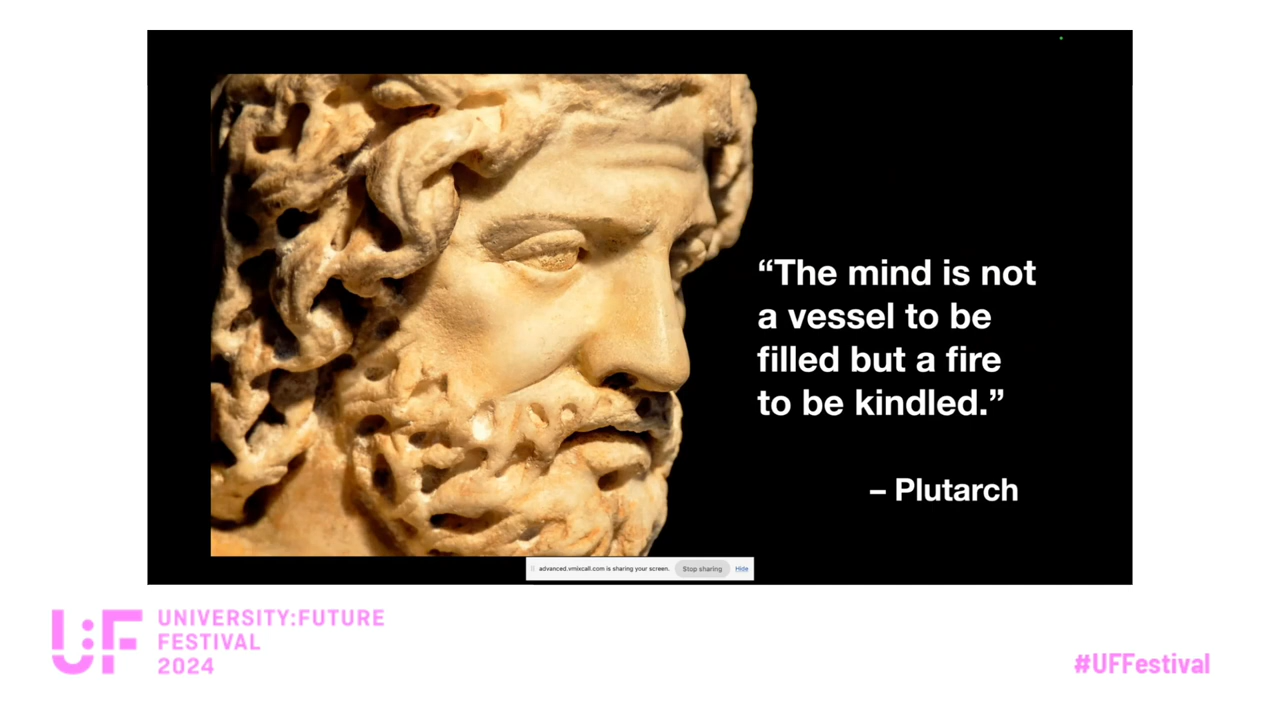 “The mind is not
a vessel to be
filled but a fire
to be kindled.”
– Plutarch
advanced.vmixcall.com is sharing your screen. Stop sharing Hide
U:F
UNIVERSITY:FUTURE
FESTIVAL
2024
#UFFestival